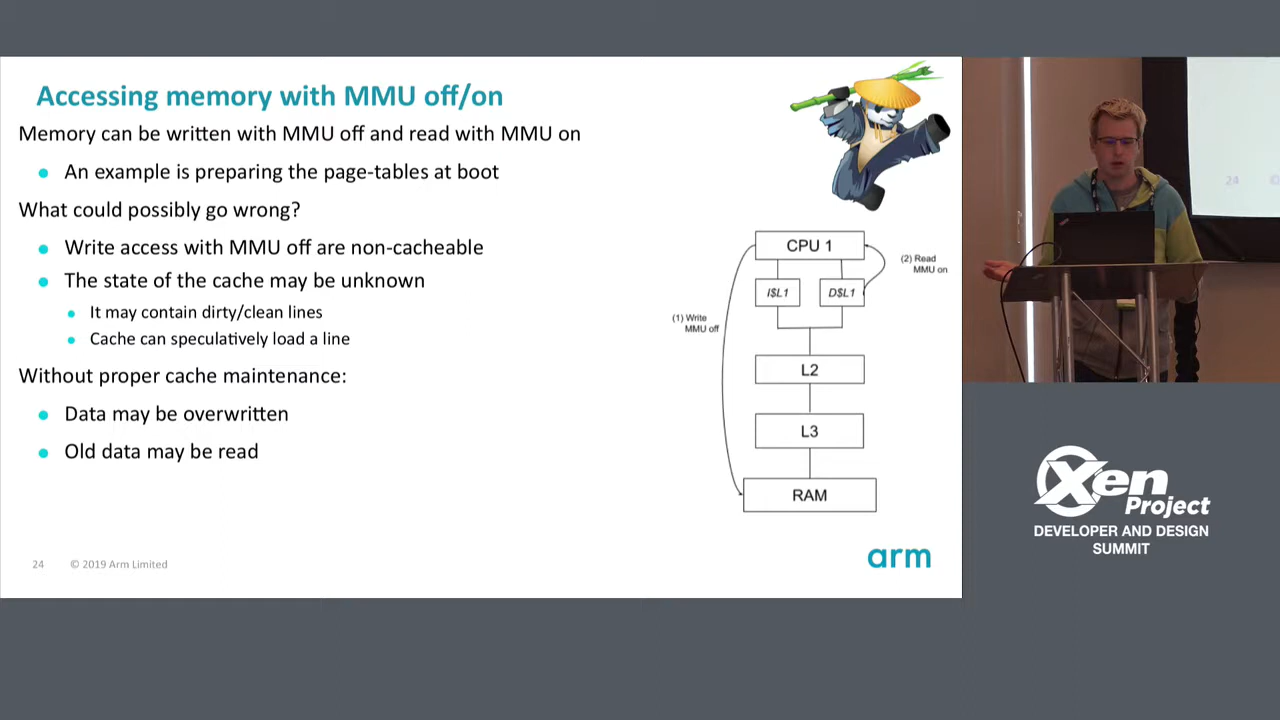 Accessing memory with MMU off/on
Memory can be written with MMU off and read with MMU on
An example is preparing the page-tables at boot
What could possibly go wrong?
Write access with MMU off are non-cacheable
The state of the cache may be unknown
It may contain dirty/clean lines
Cache can speculatively load a line
Without proper cache maintenance:
Data may be overwritten
Old data may be read
CPU 1
(2) Read
MMU on
I$L1
D$L1
(1) Write
MMU off
L2
L3
RAM
24 © 2019 Arm Limited
arm
24 ©
Xen
Project
DEVELOPER AND DESIGN
SUMMIT